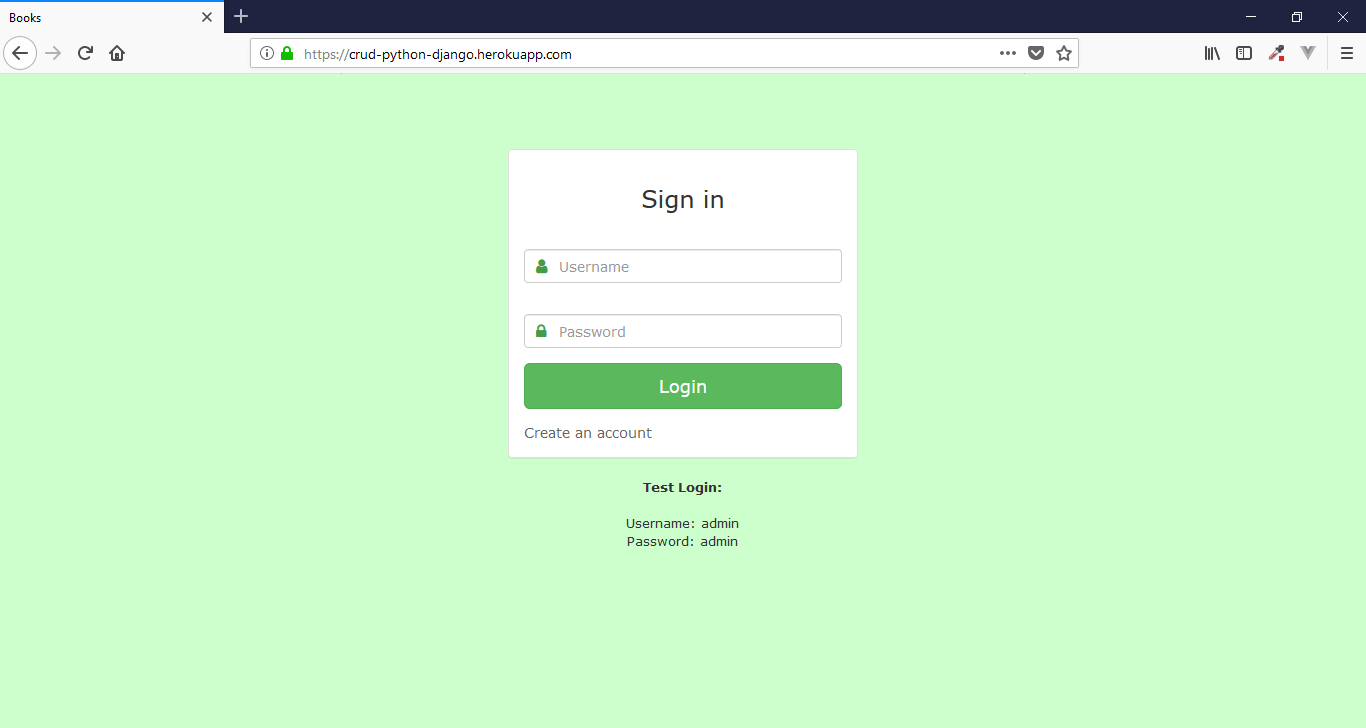 Books
https://crud-python-django.herokuapp.com
Sign in
Username
Password
Login
Create an account
Test Login:
Username: admin
Password: admin